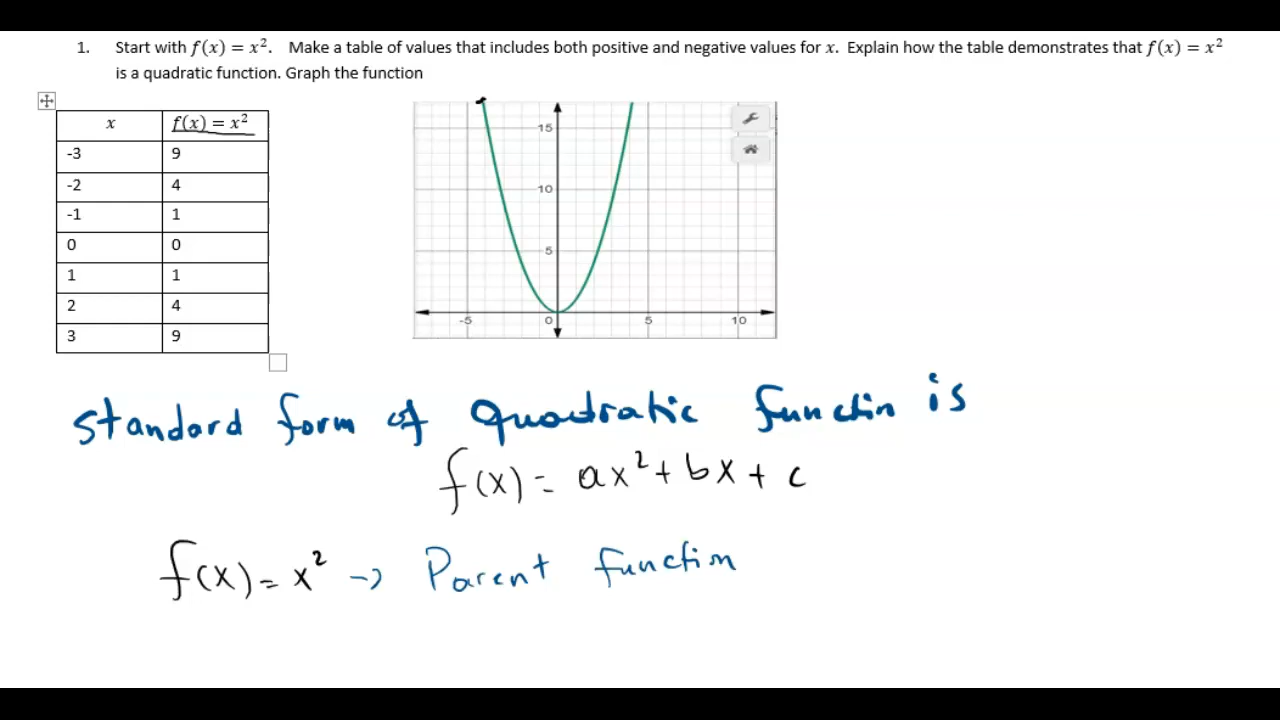 1. Start with f(x) = x². Make a table of values that includes both positive and negative values for x. Explain how the table demonstrates that f(x) = x²
is a quadratic function. Graph the function
x f(x) = x²
-3 9
-2 4
-1 1
0 0
1 1
2 4
3 9
15
10
5
-5 0 5 10
standard form of quadratic functin is
f(x) = ax² + bx + c
f(x) = x² → Parent function